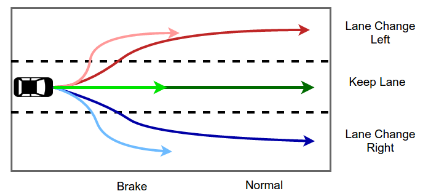 Lane Change
Left
Keep Lane
Lane Change
Right
Brake
Normal